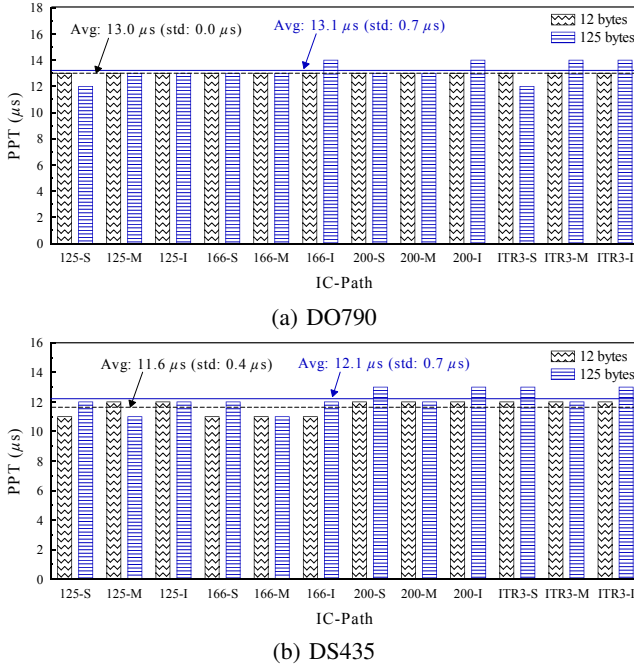 18
16
14
12
10
8
6
4
2
0
PPT (µs)
Avg: 13.0 µs (std: 0.0 µs)
Avg: 13.1 µs (std: 0.7 µs)
12 bytes
125 bytes
125-S 125-M 125-I 166-S 166-M 166-I 200-S 200-M 200-I ITR3-S ITR3-M ITR3-I
IC-Path
(a) DO790
16
14
12
10
8
6
4
2
0
PPT (µs)
Avg: 11.6 µs (std: 0.4 µs)
Avg: 12.1 µs (std: 0.7 µs)
12 bytes
125 bytes
125-S 125-M 125-I 166-S 166-M 166-I 200-S 200-M 200-I ITR3-S ITR3-M ITR3-I
IC-Path
(b) DS435